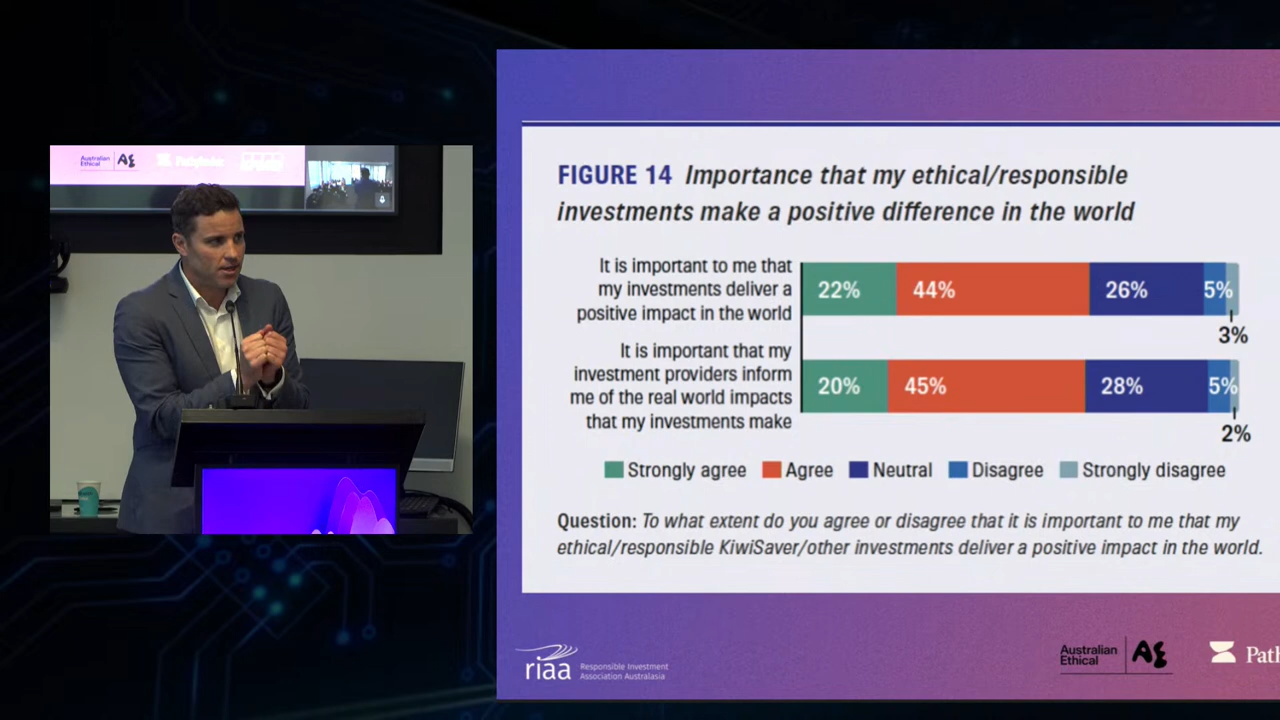 Australian
Ethical
FIGURE 14 Importance that my ethical/responsible
investments make a positive difference in the world
It is important to me that
my investments deliver a
positive impact in the world
22% 44% 26% 5%
3%
It is important that my
investment providers inform
me of the real world impacts
that my investments make
20% 45% 28% 5%
2%
Strongly agree Agree Neutral Disagree Strongly disagree
Question: To what extent do you agree or disagree that it is important to me that my
ethical/responsible KiwiSaver/other investments deliver a positive impact in the world.
riaa
Responsible Investment
Association Australasia
Australian
Ethical
Path